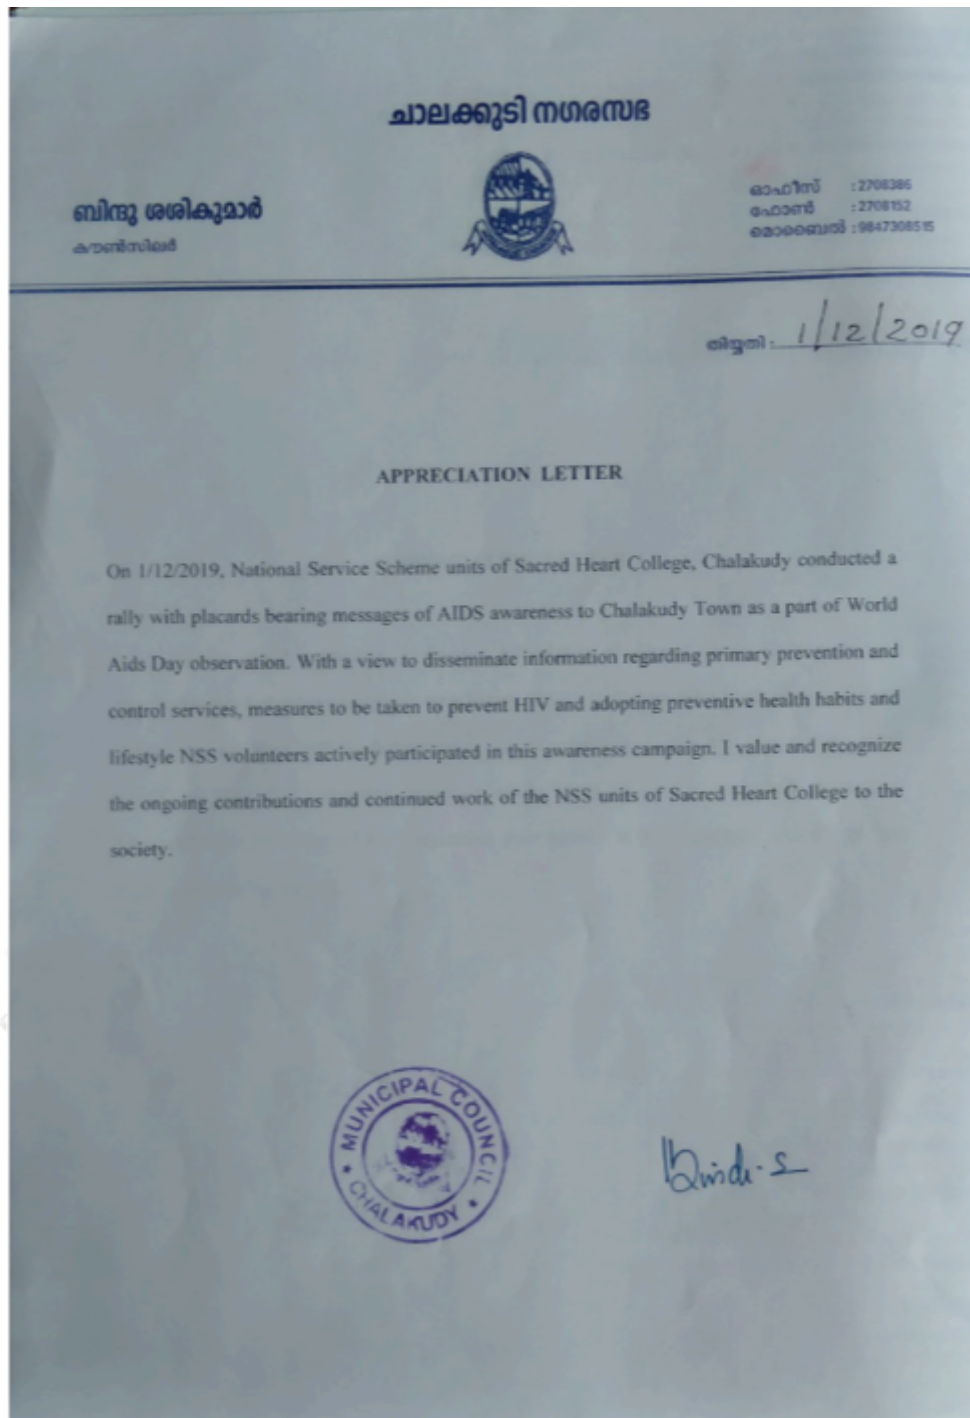 ചാലക്കുടി നഗരസഭ
ബിന്ദു ശശികുമാർ
കൗൺസിലർ
ഓഫീസ് : 2708386
ഫോൺ : 2708152
മൊബൈൽ : 9847308515
തിയ്യതി : 1/12/2019
APPRECIATION LETTER
On 1/12/2019, National Service Scheme units of Sacred Heart College, Chalakudy conducted a
rally with placards bearing messages of AIDS awareness to Chalakudy Town as a part of World
Aids Day observation. With a view to disseminate information regarding primary prevention and
control services, measures to be taken to prevent HIV and adopting preventive health habits and
lifestyle NSS volunteers actively participated in this awareness campaign. I value and recognize
the ongoing contributions and continued work of the NSS units of Sacred Heart College to the
society.
MUNICIPAL COUNCIL
* CHALAKUDY *